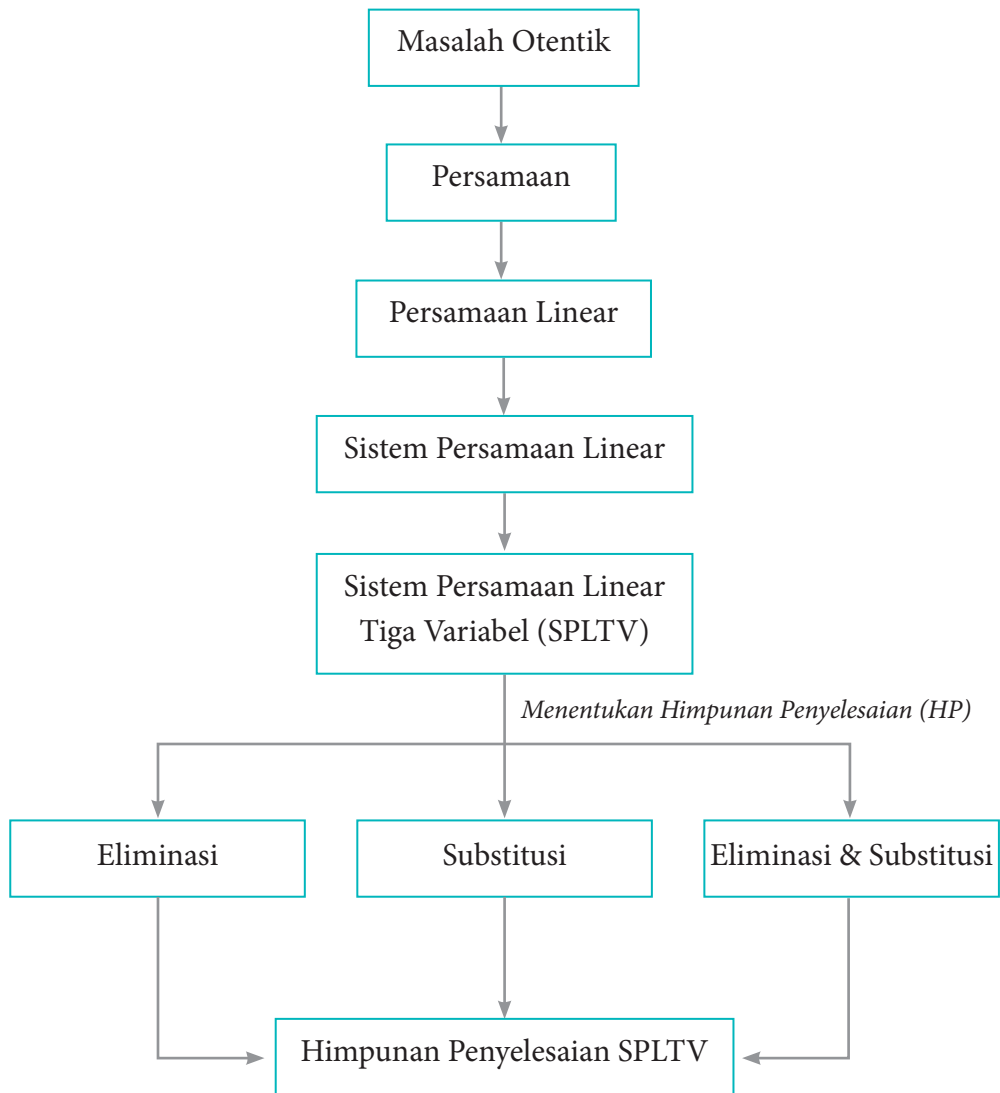 Masalah Otentik
Persamaan
Persamaan Linear
Sistem Persamaan Linear
Sistem Persamaan Linear
Tiga Variabel (SPLTV)
Menentukan Himpunan Penyelesaian (HP)
Eliminasi
Substitusi
Eliminasi & Substitusi
Himpunan Penyelesaian SPLTV